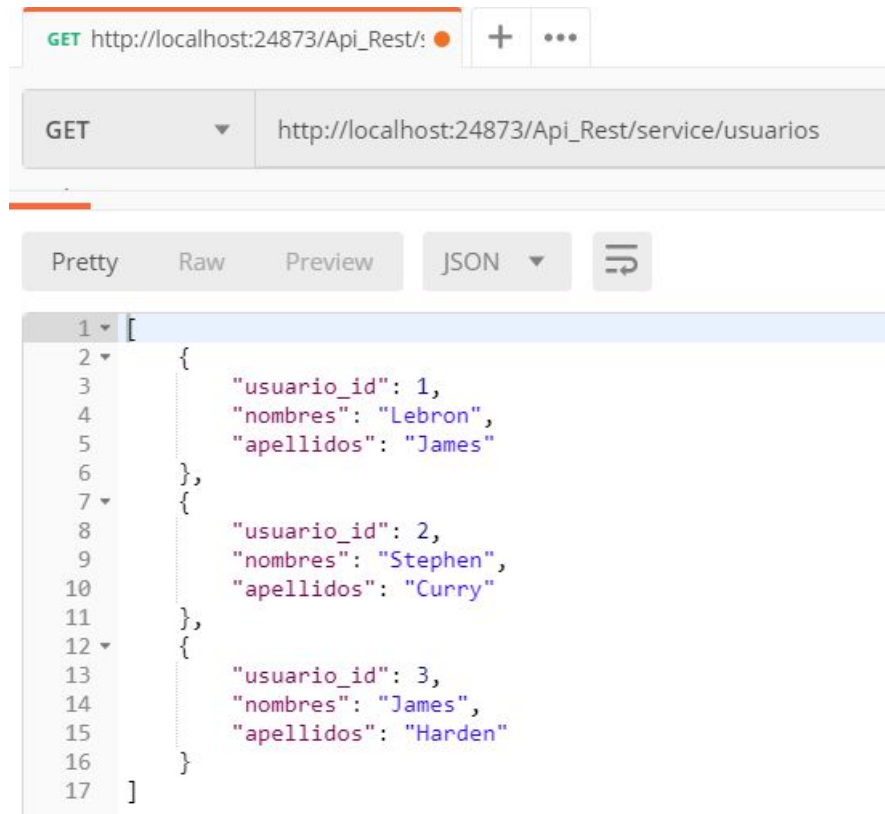 GET http://localhost:24873/Api_Rest/s
GET http://localhost:24873/Api_Rest/service/usuarios
Pretty Raw Preview JSON
1 [
2 {
3 "usuario_id": 1,
4 "nombres": "Lebron",
5 "apellidos": "James"
6 },
7 {
8 "usuario_id": 2,
9 "nombres": "Stephen",
10 "apellidos": "Curry"
11 },
12 {
13 "usuario_id": 3,
14 "nombres": "James",
15 "apellidos": "Harden"
16 }
17 ]